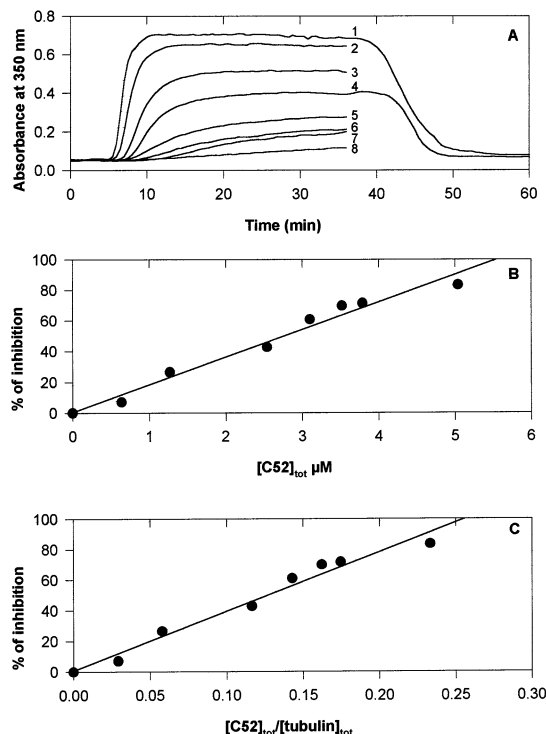 0.8
0.6
0.4
0.2
0.0
Absorbance at 350 nm
A
1
2
3
4
5
6
7
8
0 10 20 30 40 50 60
Time (min)
100
80
60
40
20
0
% of inhibition
B
0 1 2 3 4 5 6
[C52]tot µM
100
80
60
40
20
0
% of inhibition
C
0.00 0.05 0.10 0.15 0.20 0.25 0.30
[C52]tot/[tubulin]tot